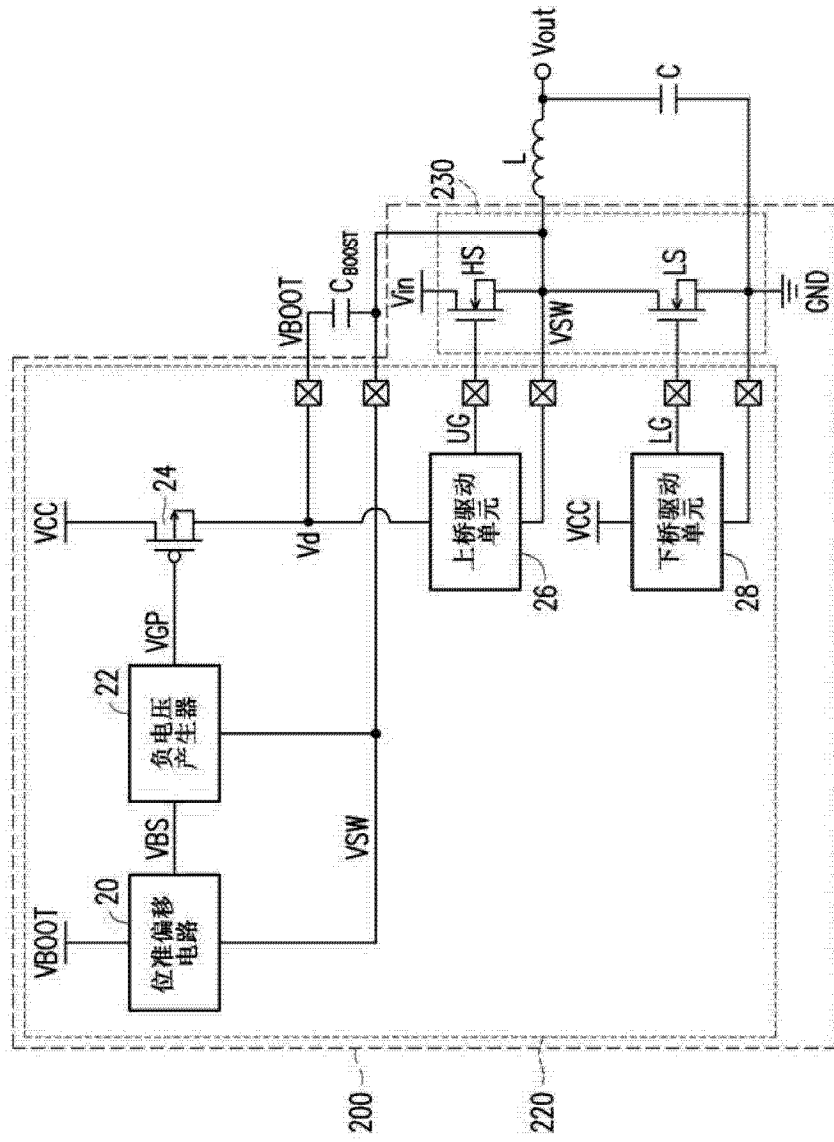 VBOOT
20
位准偏移
电路
VBS
22
负电压
产生器
VGP
VCC
24
Vd
VSW
VBOOT
C_BOOST
Vin
230
HS
VSW
L
Vout
C
UG
上桥驱动
单元
26
VCC
LG
下桥驱动
单元
28
LS
GND
200
220